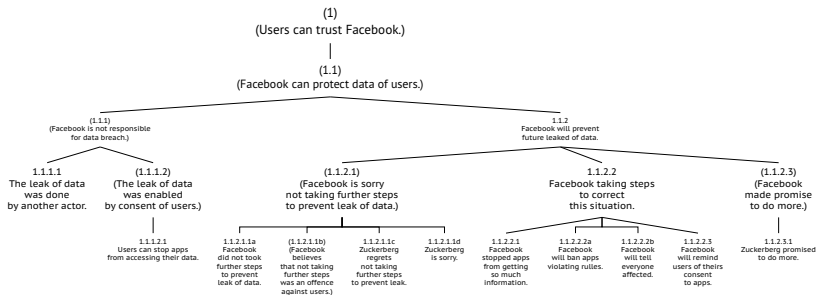 (1)
(Users can trust Facebook.)
(1.1)
(Facebook can protect data of users.)
(1.1.1)
(Facebook is not responsible
for data breach.)
1.1.2
Facebook will prevent
future leaked of data.
1.1.1.1
The leak of data
was done
by another actor.
(1.1.1.2)
(The leak of data
was enabled
by consent of users.)
(1.1.2.1)
(Facebook is sorry
not taking further steps
to prevent leak of data.)
1.1.2.2
Facebook taking steps
to correct
this situation.
(1.1.2.3)
(Facebook
made promise
to do more.)
1.1.1.2.1
Users can stop apps
from accessing their data.
1.1.2.1.1a
Facebook
did not took
further steps
to prevent
leak of data.
(1.1.2.1.1b)
(Facebook
believes
that not taking
further steps
was an offence
against users.)
1.1.2.1.1c
Zuckerberg
regrets
not taking
further steps
to prevent leak.
1.1.2.1.1d
Zuckerberg
is sorry.
1.1.2.2.1
Facebook
stopped apps
from getting
so much
information.
1.1.2.2.2a
Facebook
will ban apps
violating rulies.
1.1.2.2.2b
Facebook
will tell
everyone
affected.
1.1.2.2.3
Facebook
will remind
users of theirs
consent
to apps.
1.1.2.3.1
Zuckerberg promised
to do more.